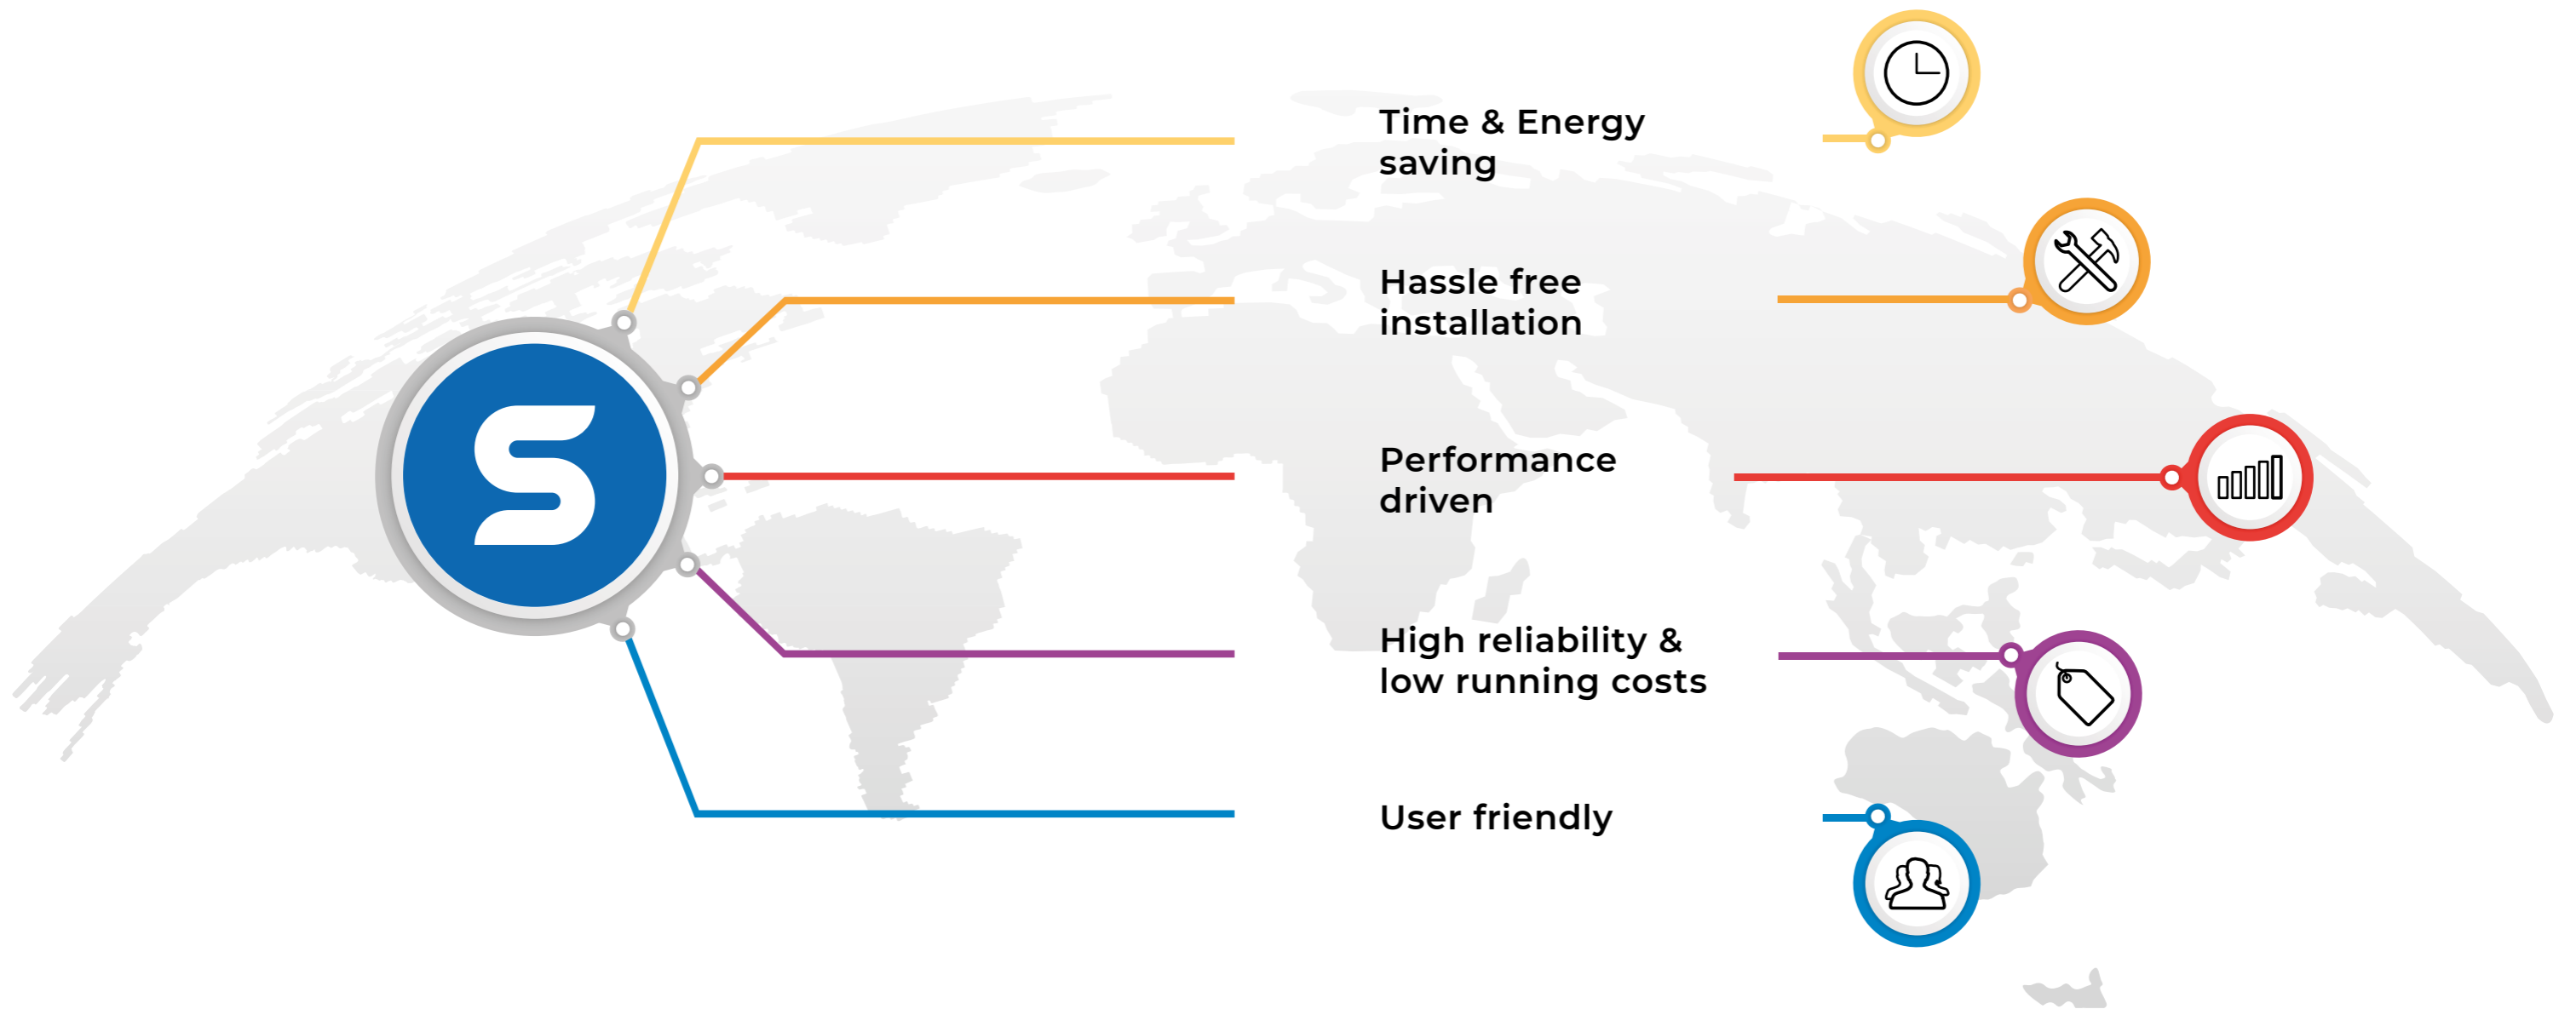 Time & Energy
saving
Hassle free
installation
S
Performance
driven
High reliability &
low running costs
User friendly